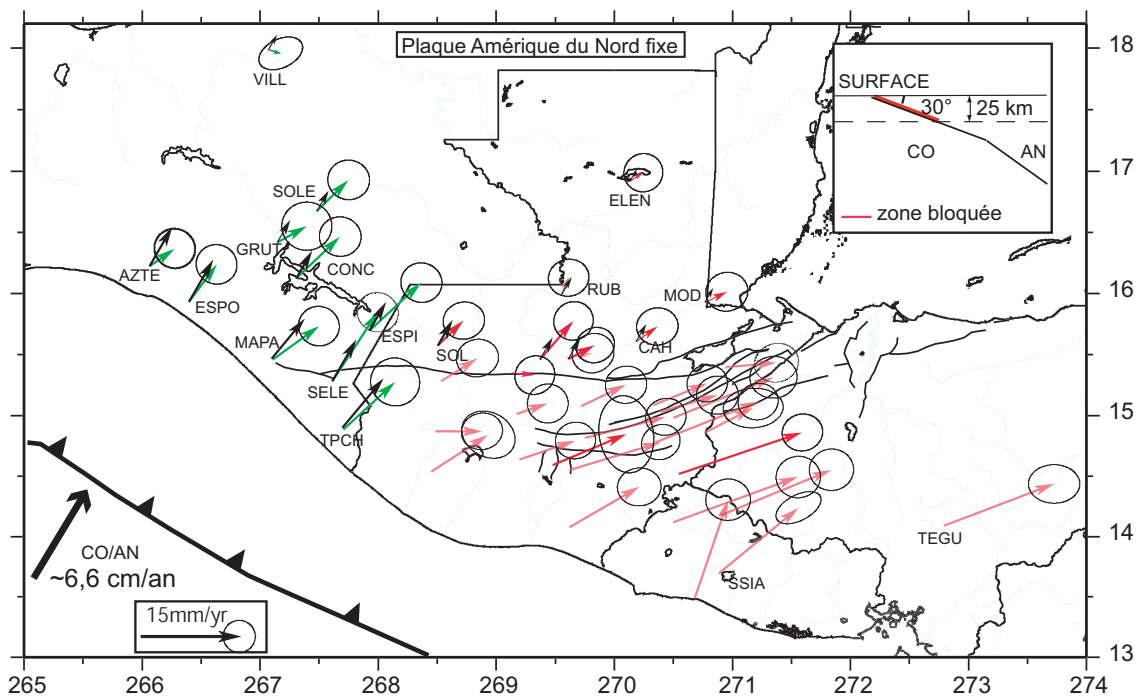 Plaque Amérique du Nord fixe
18
VILL
SURFACE
30°
25 km
CO
AN
zone bloquée
17
SOLE
ELEN
GRUT
CONC
AZTE
ESPO
RUB
MOD
16
MAPA
ESPI
SOL
CAH
SELE
15
TPCH
CO/AN
~6,6 cm/an
TEGU
14
SSIA
15mm/yr
13
265 266 267 268 269 270 271 272 273 274